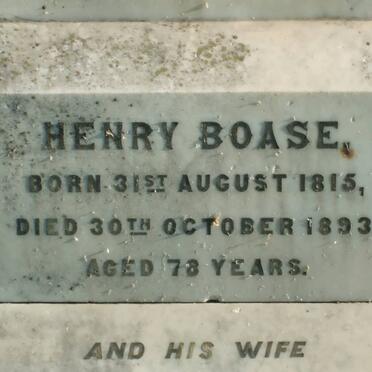 HENRY BOASE,
BORN 31ST AUGUST 1815,
DIED 30TH OCTOBER 1893
AGED 78 YEARS.
AND HIS WIFE